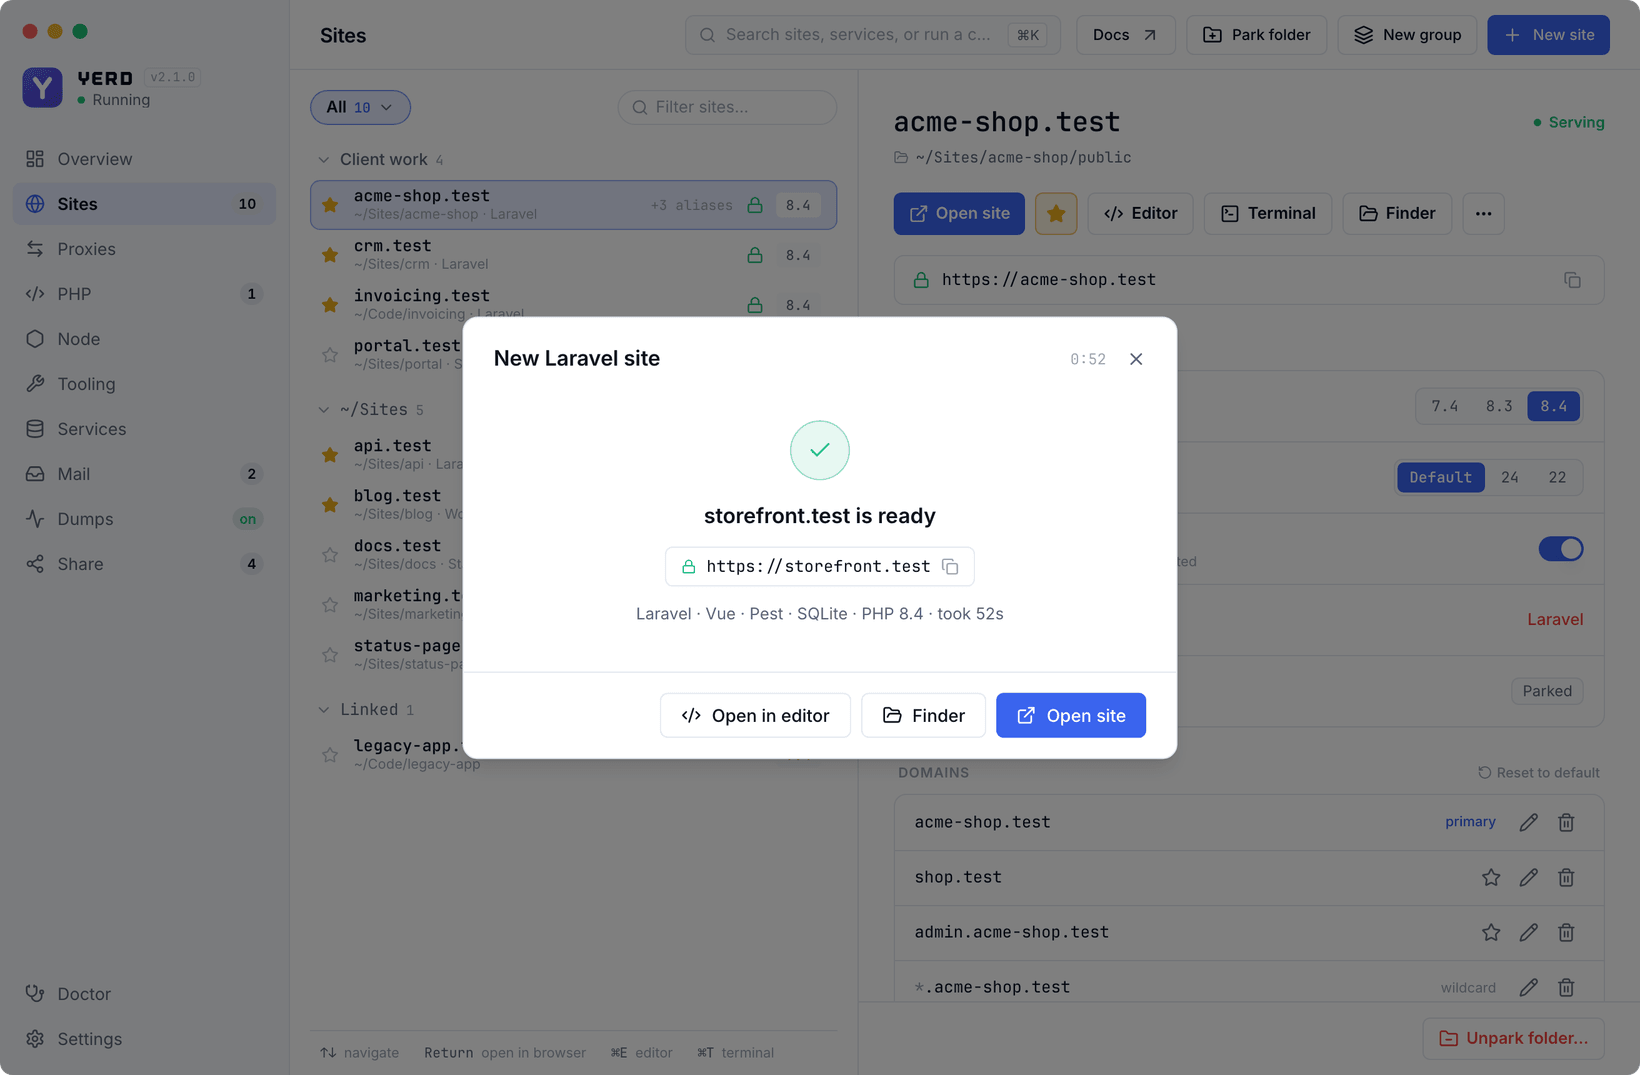 Sites
Search sites, services, or run a c... ⌘K
Docs
Park folder
New group
New site
YERD v2.1.0
Running
Overview
Sites 10
Proxies
PHP 1
Node
Tooling
Services
Mail 2
Dumps on
Share 4
Doctor
Settings
All 10
Filter sites...
Client work 4
acme-shop.test
~/Sites/acme-shop · Laravel
+3 aliases
8.4
crm.test
~/Sites/crm · Laravel
8.4
invoicing.test
~/Code/invoicing · Laravel
8.4
portal.test
~/Sites/portal · S
~/Sites 5
api.test
~/Sites/api · Lara
blog.test
~/Sites/blog · Wo
docs.test
~/Sites/docs · St
marketing.t
~/Sites/marketin
status-page
~/Sites/status-pa
Linked 1
legacy-app.
~/Code/legacy-app
↑↓ navigate Return open in browser ⌘E editor ⌘T terminal
acme-shop.test
Serving
~/Sites/acme-shop/public
Open site
Editor
Terminal
Finder
https://acme-shop.test
7.4 8.3 8.4
Default 24 22
ted
Laravel
Parked
DOMAINS
Reset to default
acme-shop.test primary
shop.test
admin.acme-shop.test
*.acme-shop.test wildcard
Unpark folder...
New Laravel site 0:52
storefront.test is ready
https://storefront.test
Laravel · Vue · Pest · SQLite · PHP 8.4 · took 52s
Open in editor
Finder
Open site